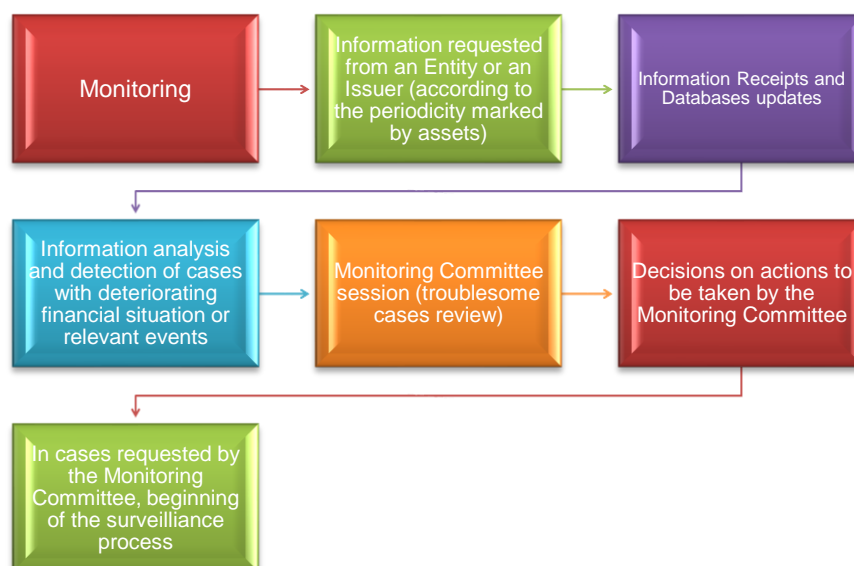 Monitoring
Information requested
from an Entity or an
Issuer (according to
the periodicity marked
by assets)
Information Receipts and
Databases updates
Information analysis
and detection of cases
with deteriorating
financial situation or
relevant events
Monitoring Committee
session (troublesome
cases review)
Decisions on actions to
be taken by the
Monitoring Committee
In cases requested by
the Monitoring
Committee, beginning
of the surveilliance
process